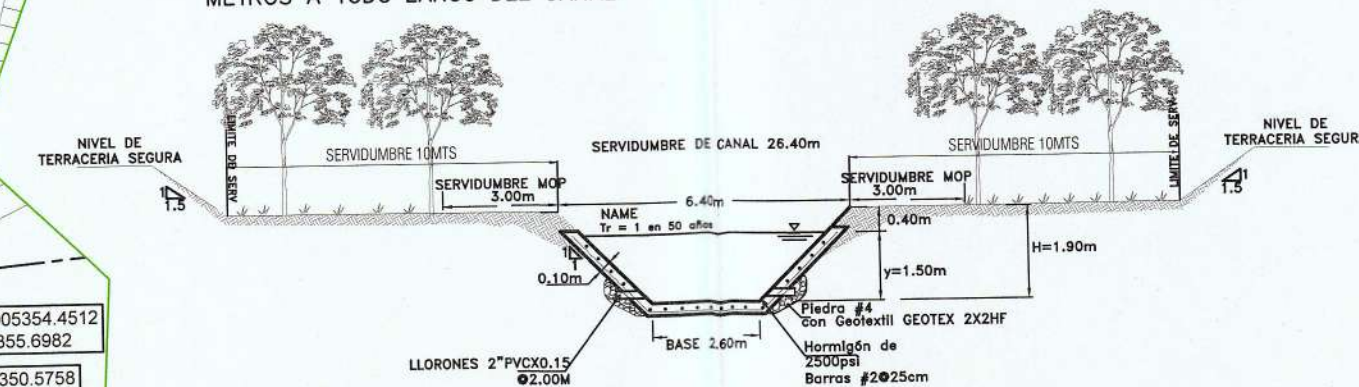 METROS A TODO LARGO DEL CANAL
NIVEL DE
TERRACERIA SEGURA
1
1.5
LIMITE DB SERV
SERVIDUMBRE 10MTS
SERVIDUMBRE MOP
3.00m
SERVIDUMBRE DE CANAL 26.40m
6.40m
NAME
Tr = 1 en 50 años
SERVIDUMBRE 10MTS
SERVIDUMBRE MOP
3.00m
LIMITE DE SERV
NIVEL DE
TERRACERIA SEGUR
1
1.5
0.40m
H=1.90m
y=1.50m
1
1
0.10m
BASE 2.60m
LLORONES 2"PVCX0.15
@2.00M
Piedra #4
con Geotextil GEOTEX 2X2HF
Hormigón de
2500psi
Barras #2@25cm
05354.4512
355.6982
350.5758